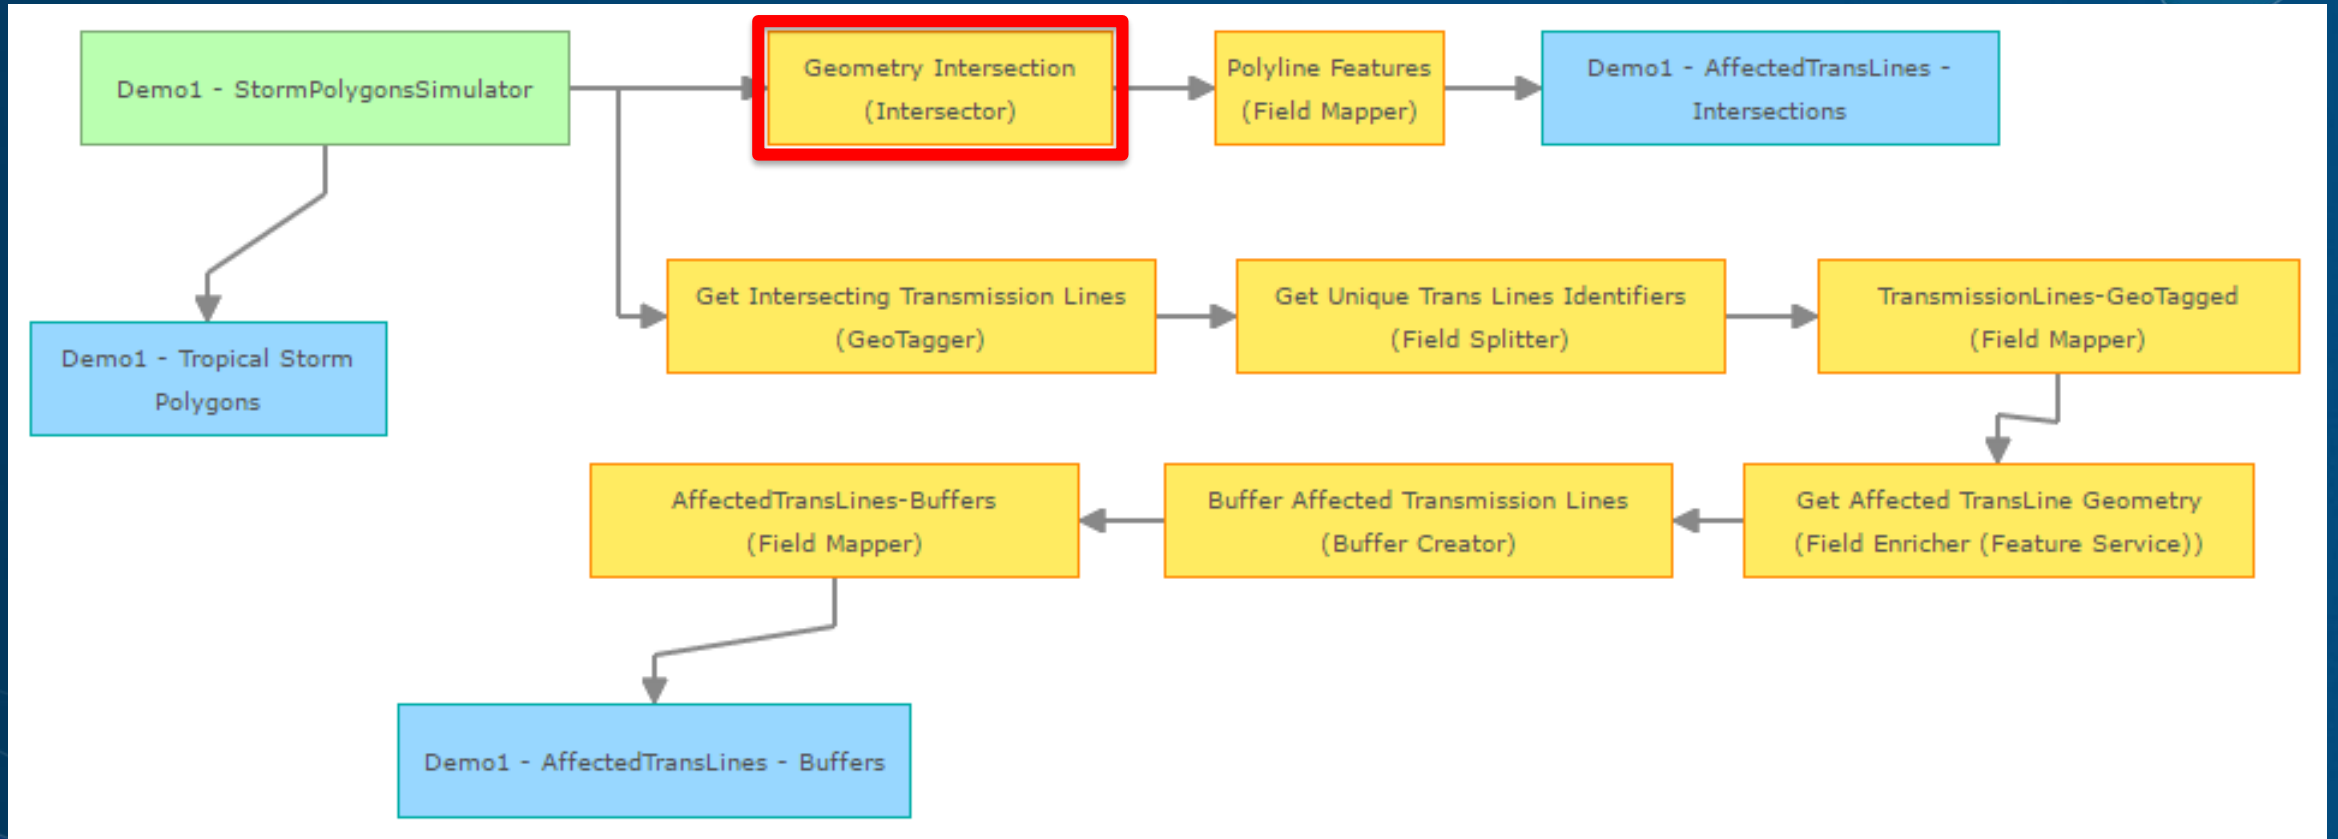 Demo1 - StormPolygonsSimulator
Geometry Intersection
(Intersector)
Polyline Features
(Field Mapper)
Demo1 - AffectedTransLines -
Intersections
Get Intersecting Transmission Lines
(GeoTagger)
Get Unique Trans Lines Identifiers
(Field Splitter)
TransmissionLines-GeoTagged
(Field Mapper)
Demo1 - Tropical Storm
Polygons
AffectedTransLines-Buffers
(Field Mapper)
Buffer Affected Transmission Lines
(Buffer Creator)
Get Affected TransLine Geometry
(Field Enricher (Feature Service))
Demo1 - AffectedTransLines - Buffers